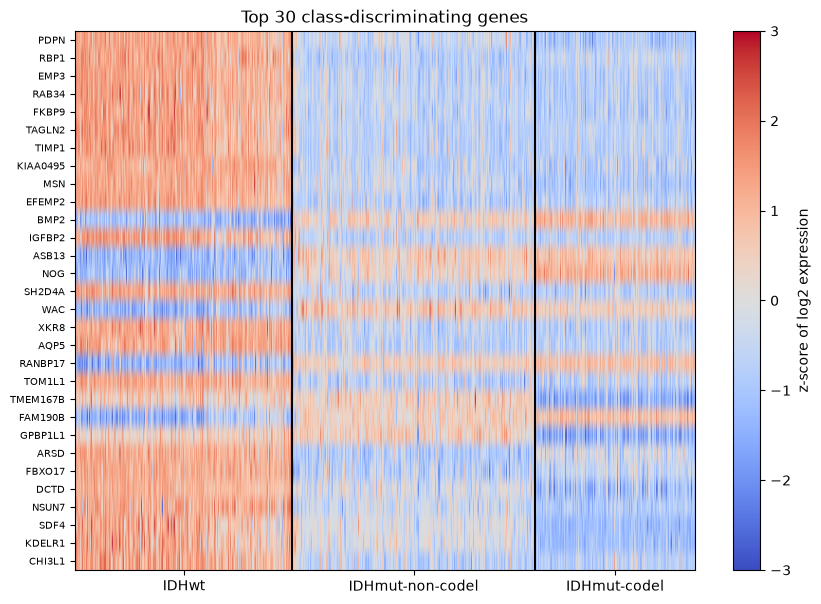 Top 30 class-discriminating genes
PDPN
RBP1
EMP3
RAB34
FKBP9
TAGLN2
TIMP1
KIAA0495
MSN
EFEMP2
BMP2
IGFBP2
ASB13
NOG
SH2D4A
WAC
XKR8
AQP5
RANBP17
TOM1L1
TMEM167B
FAM190B
GPBP1L1
ARSD
FBXO17
DCTD
NSUN7
SDF4
KDELR1
CHI3L1
IDHwt
IDHmut-non-codel
IDHmut-codel
3
2
1
0
−1
−2
−3
z-score of log2 expression